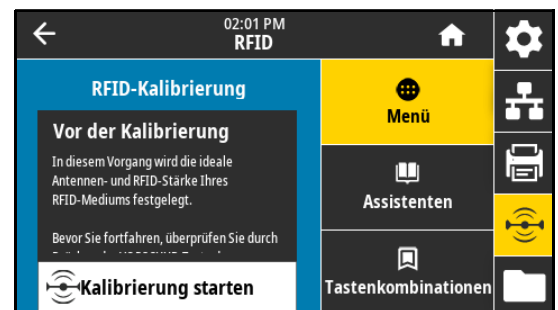 02:01 PM
RFID
RFID-Kalibrierung
Vor der Kalibrierung
In diesem Vorgang wird die ideale
Antennen- und RFID-Stärke Ihres
RFID-Mediums festgelegt.
Bevor Sie fortfahren, überprüfen Sie durch
Kalibrierung starten
Menü
Assistenten
Tastenkombinationen